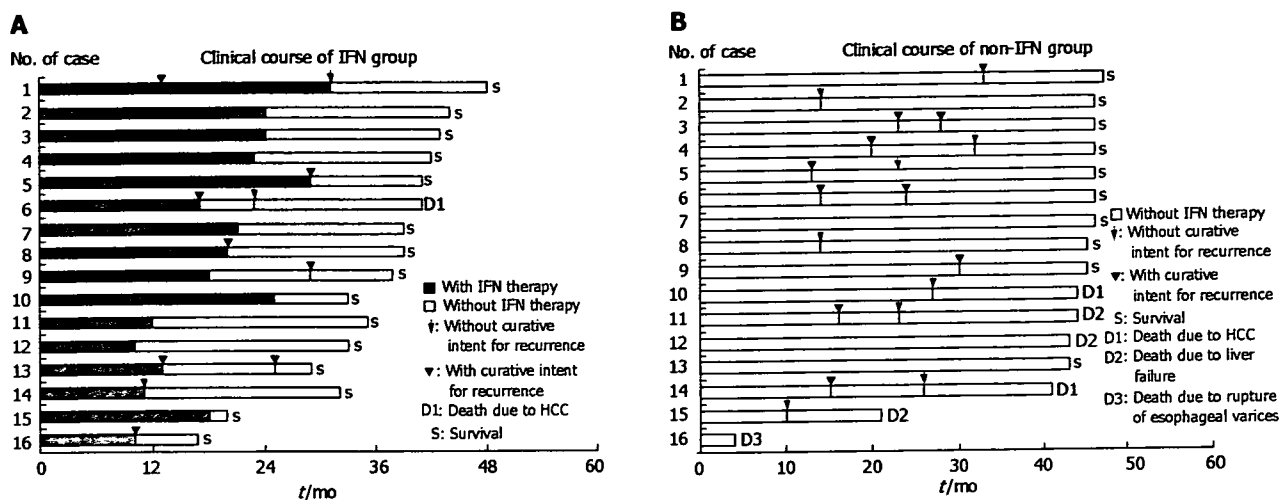 A
No. of case
Clinical course of IFN group
1
S
2
S
3
S
4
S
5
S
6
D1
7
S
8
S
9
S
10
S
11
S
12
S
13
S
14
S
15
S
16
S
With IFN therapy
Without IFN therapy
: Without curative
intent for recurrence
: With curative intent
for recurrence
D1: Death due to HCC
S: Survival
0
12
24
36
48
60
t/mo
B
No. of case
Clinical course of non-IFN group
1
S
2
S
3
S
4
S
5
S
6
S
7
S
8
S
9
S
10
D1
11
D2
12
D2
13
S
14
D1
15
D2
16
D3
Without IFN therapy
: Without curative
intent for recurrence
: With curative
intent for recurrence
S: Survival
D1: Death due to HCC
D2: Death due to liver
failure
D3: Death due to rupture
of esophageal varices
0
10
20
30
40
50
60
t/mo